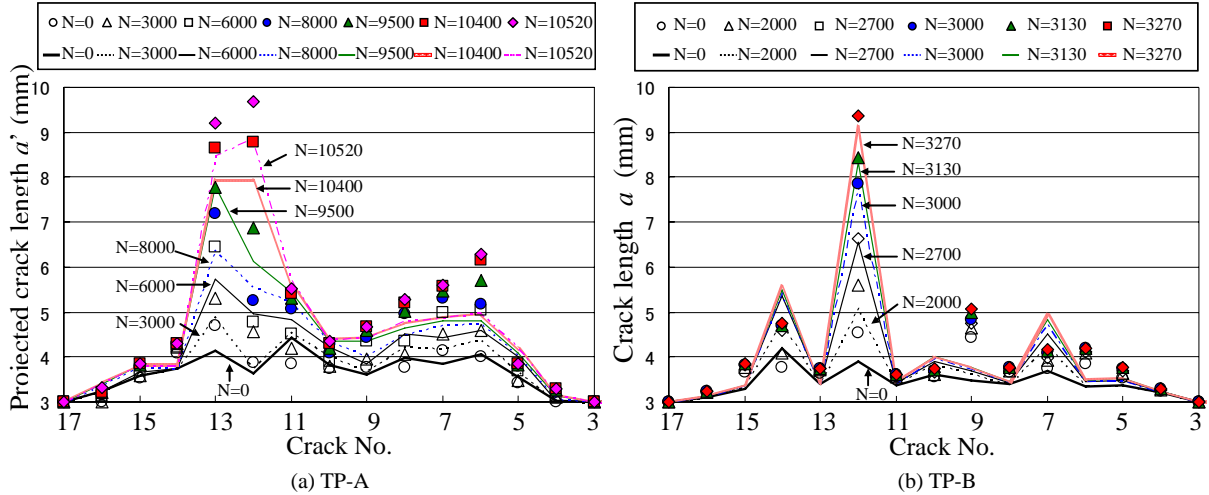 N=0 N=3000 N=6000 N=8000 N=9500 N=10400 N=10520
N=0 N=3000 N=6000 N=8000 N=9500 N=10400 N=10520
Projected crack length a' (mm)
10
9
8
7
6
5
4
3
N=10520
N=10400
N=9500
N=8000
N=6000
N=3000
N=0
17 15 13 11 9 7 5 3
Crack No.
(a) TP-A
N=0 N=2000 N=2700 N=3000 N=3130 N=3270
N=0 N=2000 N=2700 N=3000 N=3130 N=3270
Crack length a (mm)
10
9
8
7
6
5
4
3
N=3270
N=3130
N=3000
N=2700
N=2000
N=0
17 15 13 11 9 7 5 3
Crack No.
(b) TP-B